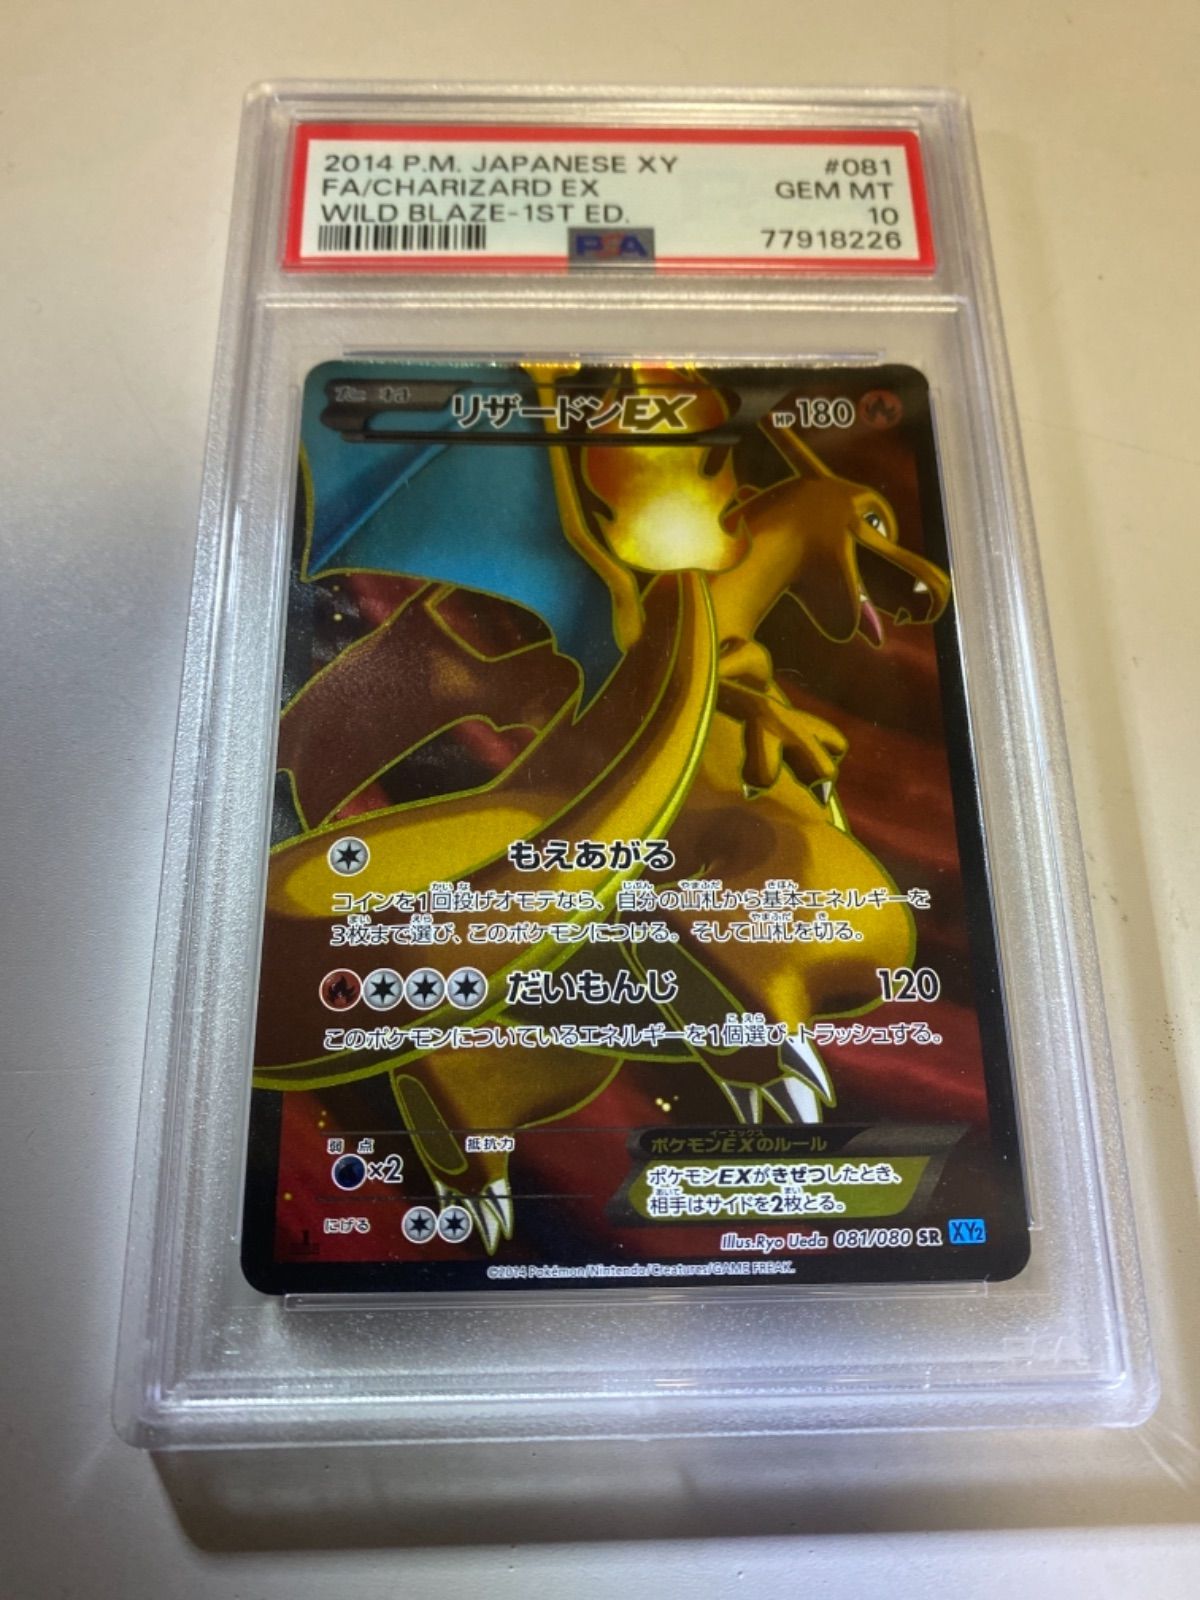 2014 P.M. JAPANESE XY #081
FA/CHARIZARD EX GEM MT
WILD BLAZE-1ST ED. 10
PSA 77918226
たね リザードンEX HP180
もえあがる
コインを1回投げオモテなら、自分の山札から基本エネルギーを
3枚まで選び、このポケモンにつける。そして山札を切る。
だいもんじ 120
このポケモンについているエネルギーを1個選び、トラッシュする。
弱点 抵抗力
×2
にげる
ポケモンEXのルール
ポケモンEXがきぜつしたとき、
相手はサイドを2枚とる。
Illus.Ryo Ueda 081/080 SR XY2
©2014 Pokémon/Nintendo/Creatures/GAME FREAK.